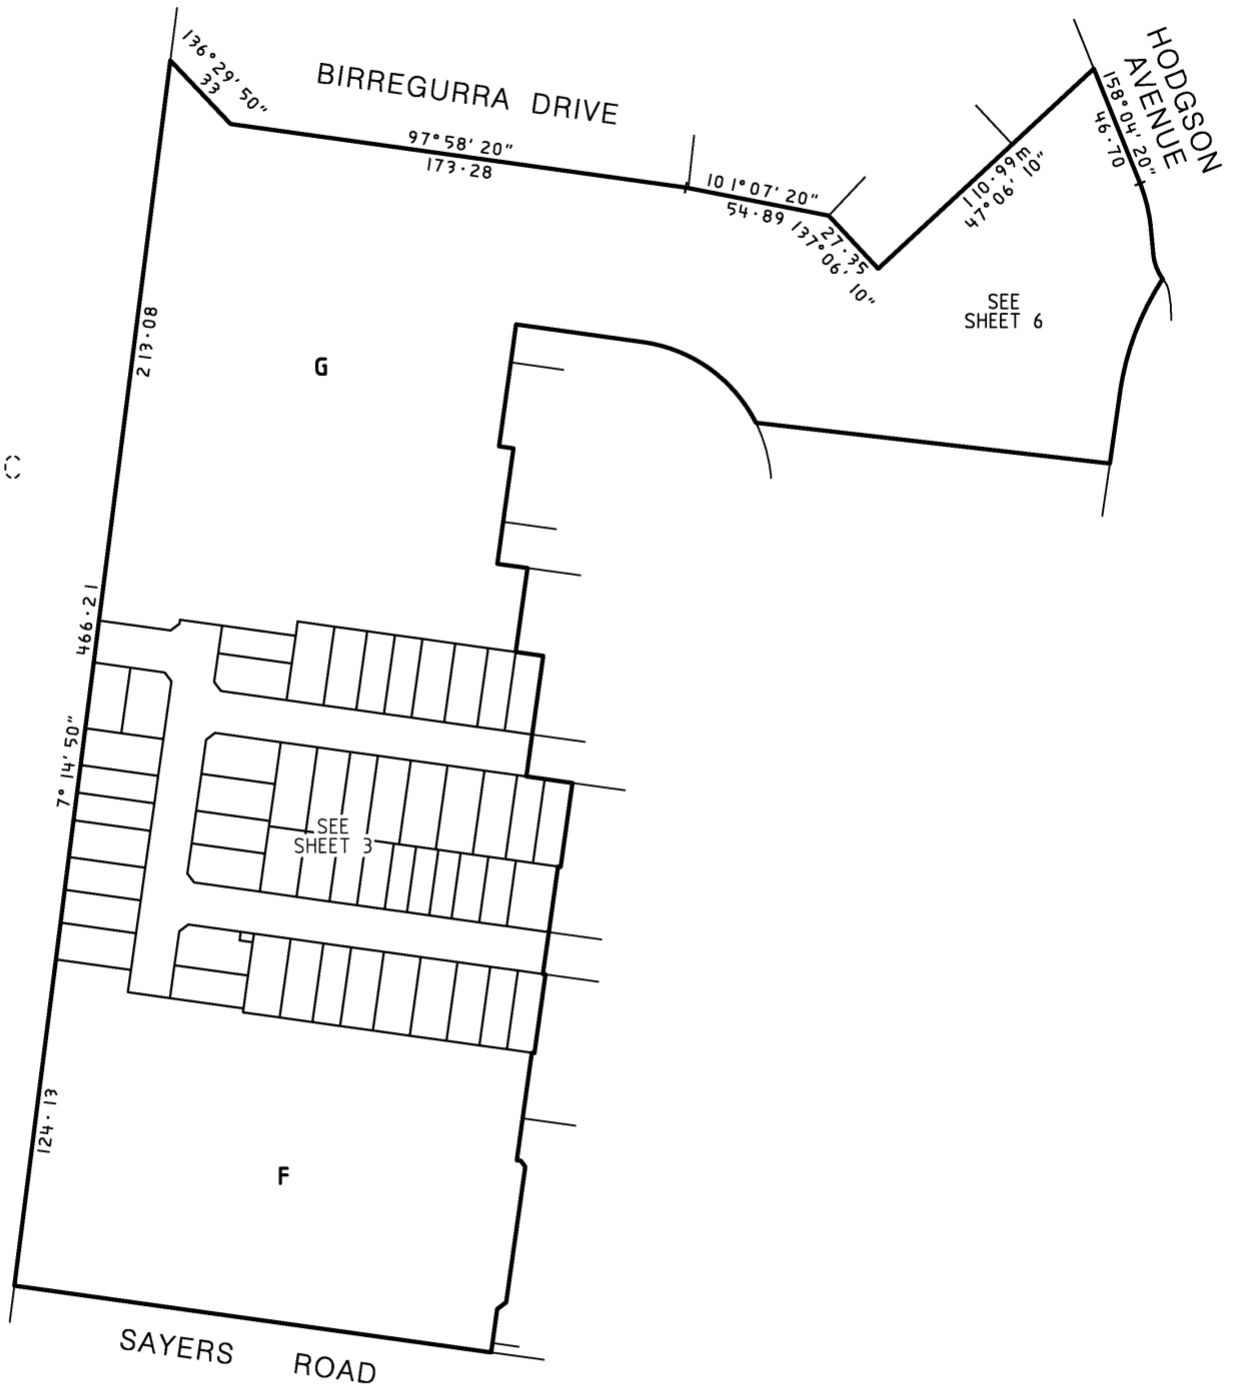 136°29'50"
33
BIRREGURRA DRIVE
97°58'20"
173·28
101°07'20"
54·89
27·35
137°06'10"
110·99m
47°06'10"
HODGSON
AVENUE
158°04'20"
46·70
SEE
SHEET 6
213·08
G
466·21
7°14'50"
SEE
SHEET 3
124·13
F
SAYERS ROAD